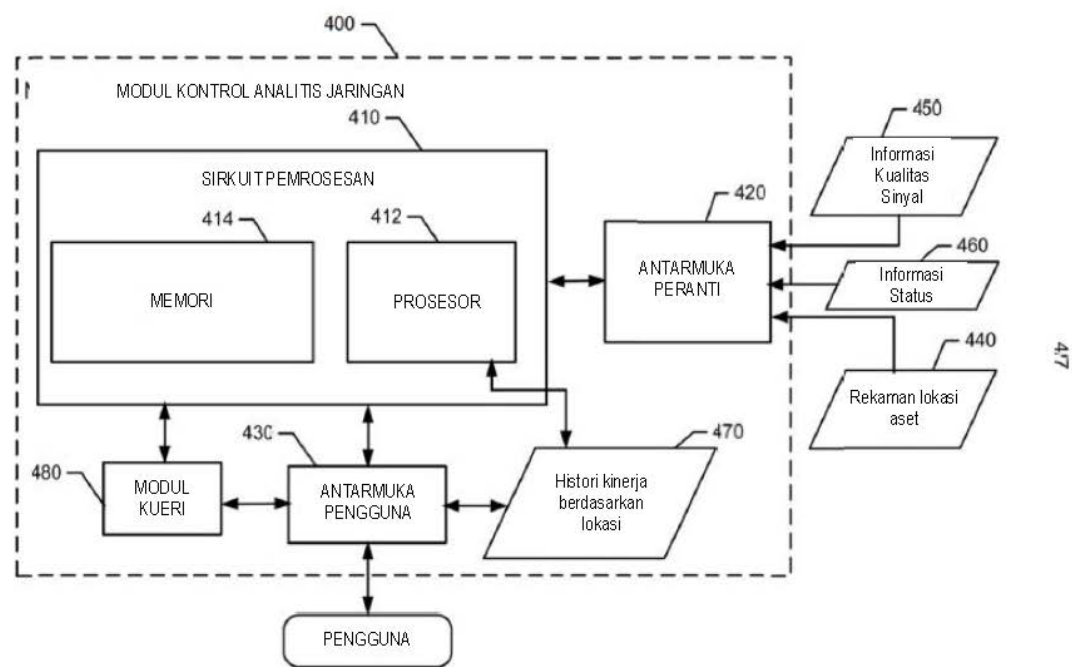 400
MODUL KONTROL ANALITIS JARINGAN
410
SIRKUIT PEMROSESAN
414
MEMORI
412
PROSESOR
420
ANTARMUKA
PERANTI
450
Informasi
Kualitas
Sinyal
460
Informasi
Status
440
Rekaman lokasi
aset
4/7
480
MODUL
KUERI
430
ANTARMUKA
PENGGUNA
470
Histori kinerja
berdasarkan
lokasi
PENGGUNA